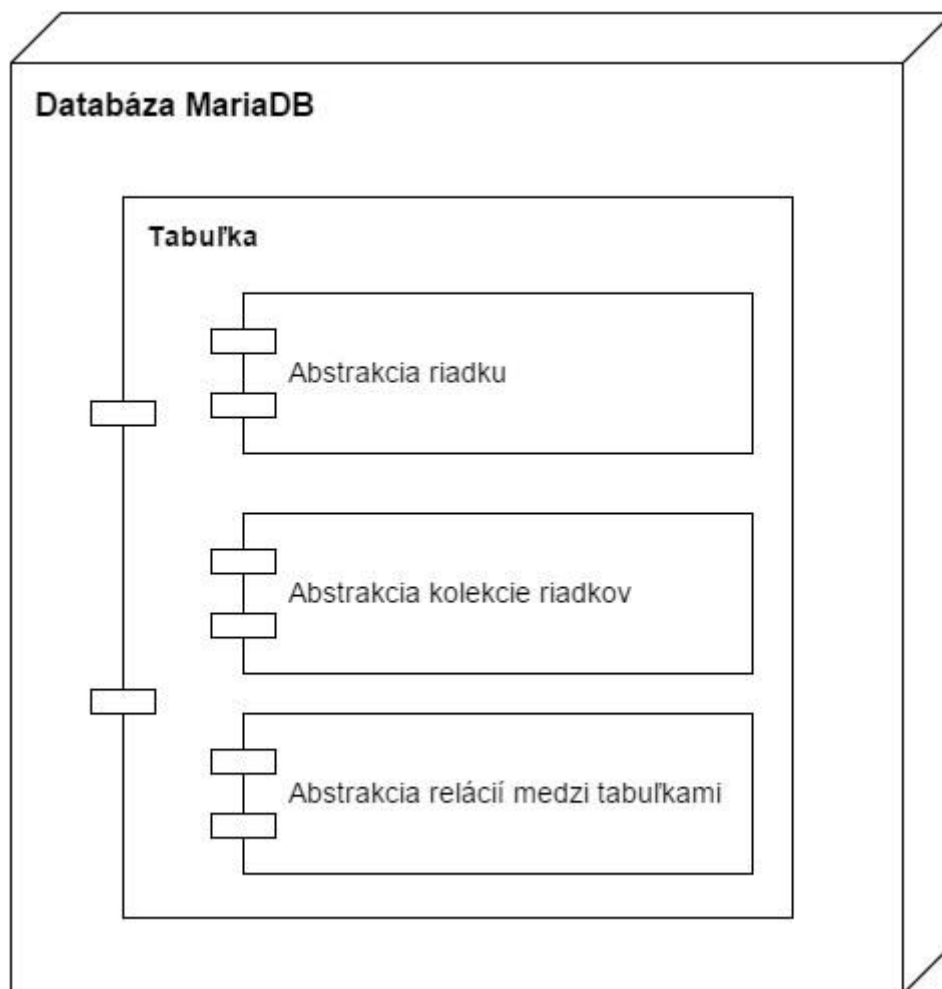 Databáza MariaDB
Tabuľka
Abstrakcia riadku
Abstrakcia kolekcie riadkov
Abstrakcia relácií medzi tabuľkami